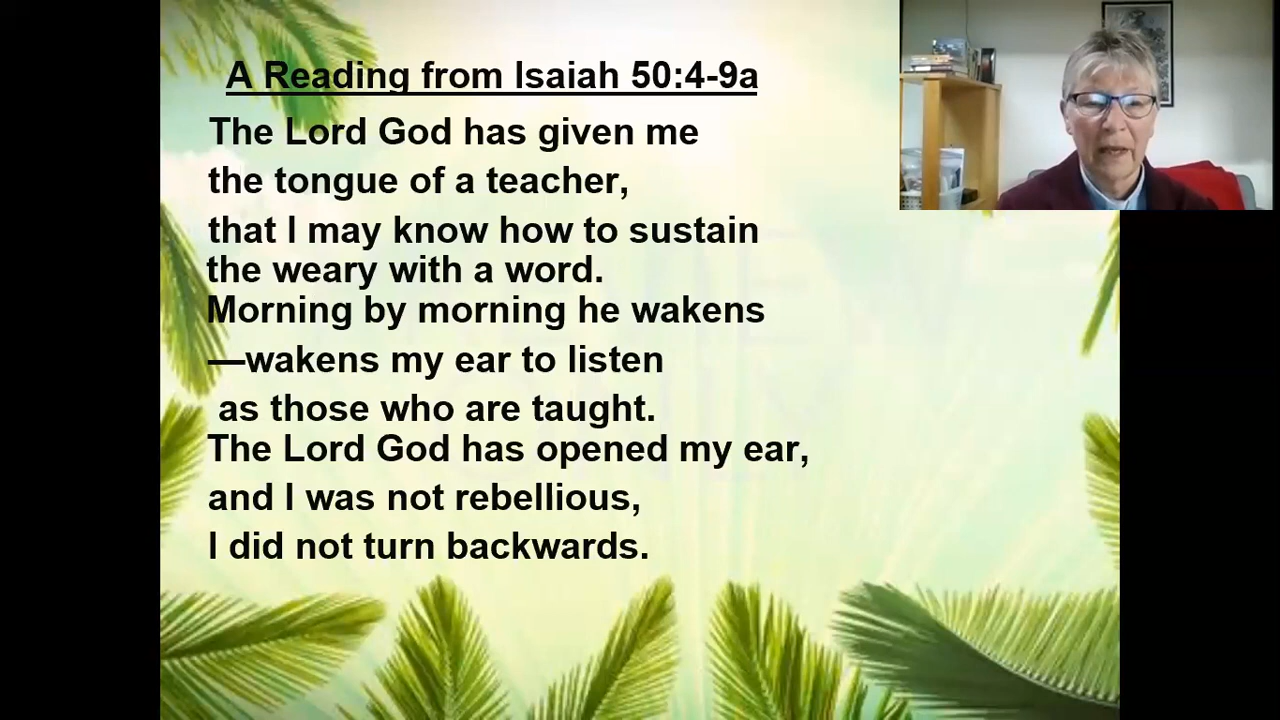 A Reading from Isaiah 50:4-9a
The Lord God has given me
the tongue of a teacher,
that I may know how to sustain
the weary with a word.
Morning by morning he wakens
—wakens my ear to listen
as those who are taught.
The Lord God has opened my ear,
and I was not rebellious,
I did not turn backwards.